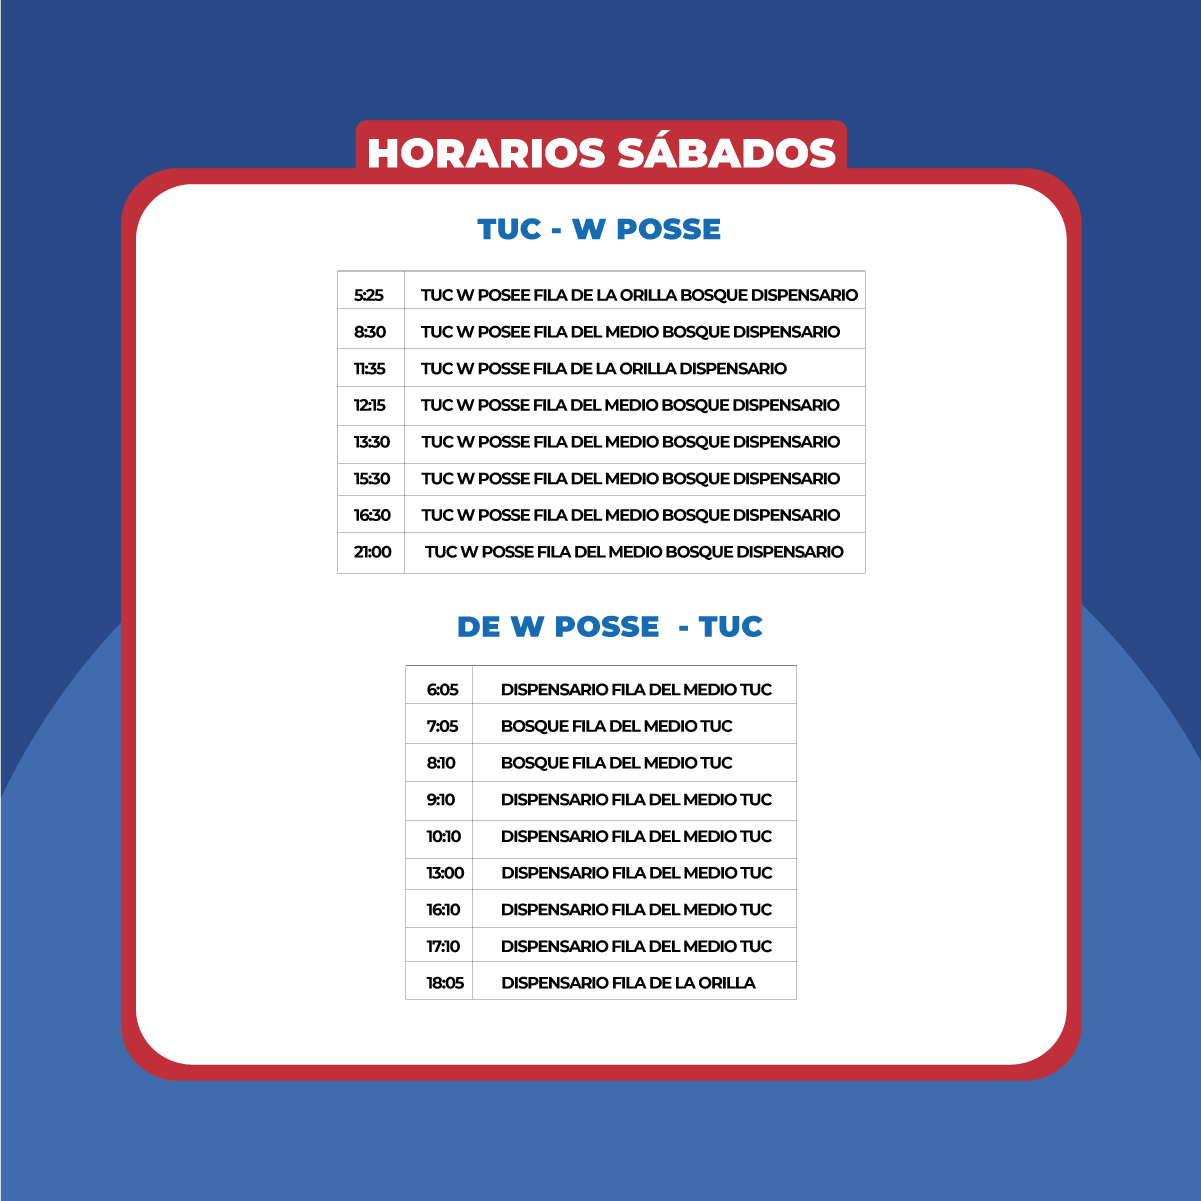 HORARIOS SÁBADOS
TUC - W POSSE
5:25 TUC W POSEE FILA DE LA ORILLA BOSQUE DISPENSARIO
8:30 TUC W POSEE FILA DEL MEDIO BOSQUE DISPENSARIO
11:35 TUC W POSSE FILA DE LA ORILLA DISPENSARIO
12:15 TUC W POSSE FILA DEL MEDIO BOSQUE DISPENSARIO
13:30 TUC W POSSE FILA DEL MEDIO BOSQUE DISPENSARIO
15:30 TUC W POSSE FILA DEL MEDIO BOSQUE DISPENSARIO
16:30 TUC W POSSE FILA DEL MEDIO BOSQUE DISPENSARIO
21:00 TUC W POSSE FILA DEL MEDIO BOSQUE DISPENSARIO
DE W POSSE - TUC
6:05 DISPENSARIO FILA DEL MEDIO TUC
7:05 BOSQUE FILA DEL MEDIO TUC
8:10 BOSQUE FILA DEL MEDIO TUC
9:10 DISPENSARIO FILA DEL MEDIO TUC
10:10 DISPENSARIO FILA DEL MEDIO TUC
13:00 DISPENSARIO FILA DEL MEDIO TUC
16:10 DISPENSARIO FILA DEL MEDIO TUC
17:10 DISPENSARIO FILA DEL MEDIO TUC
18:05 DISPENSARIO FILA DE LA ORILLA